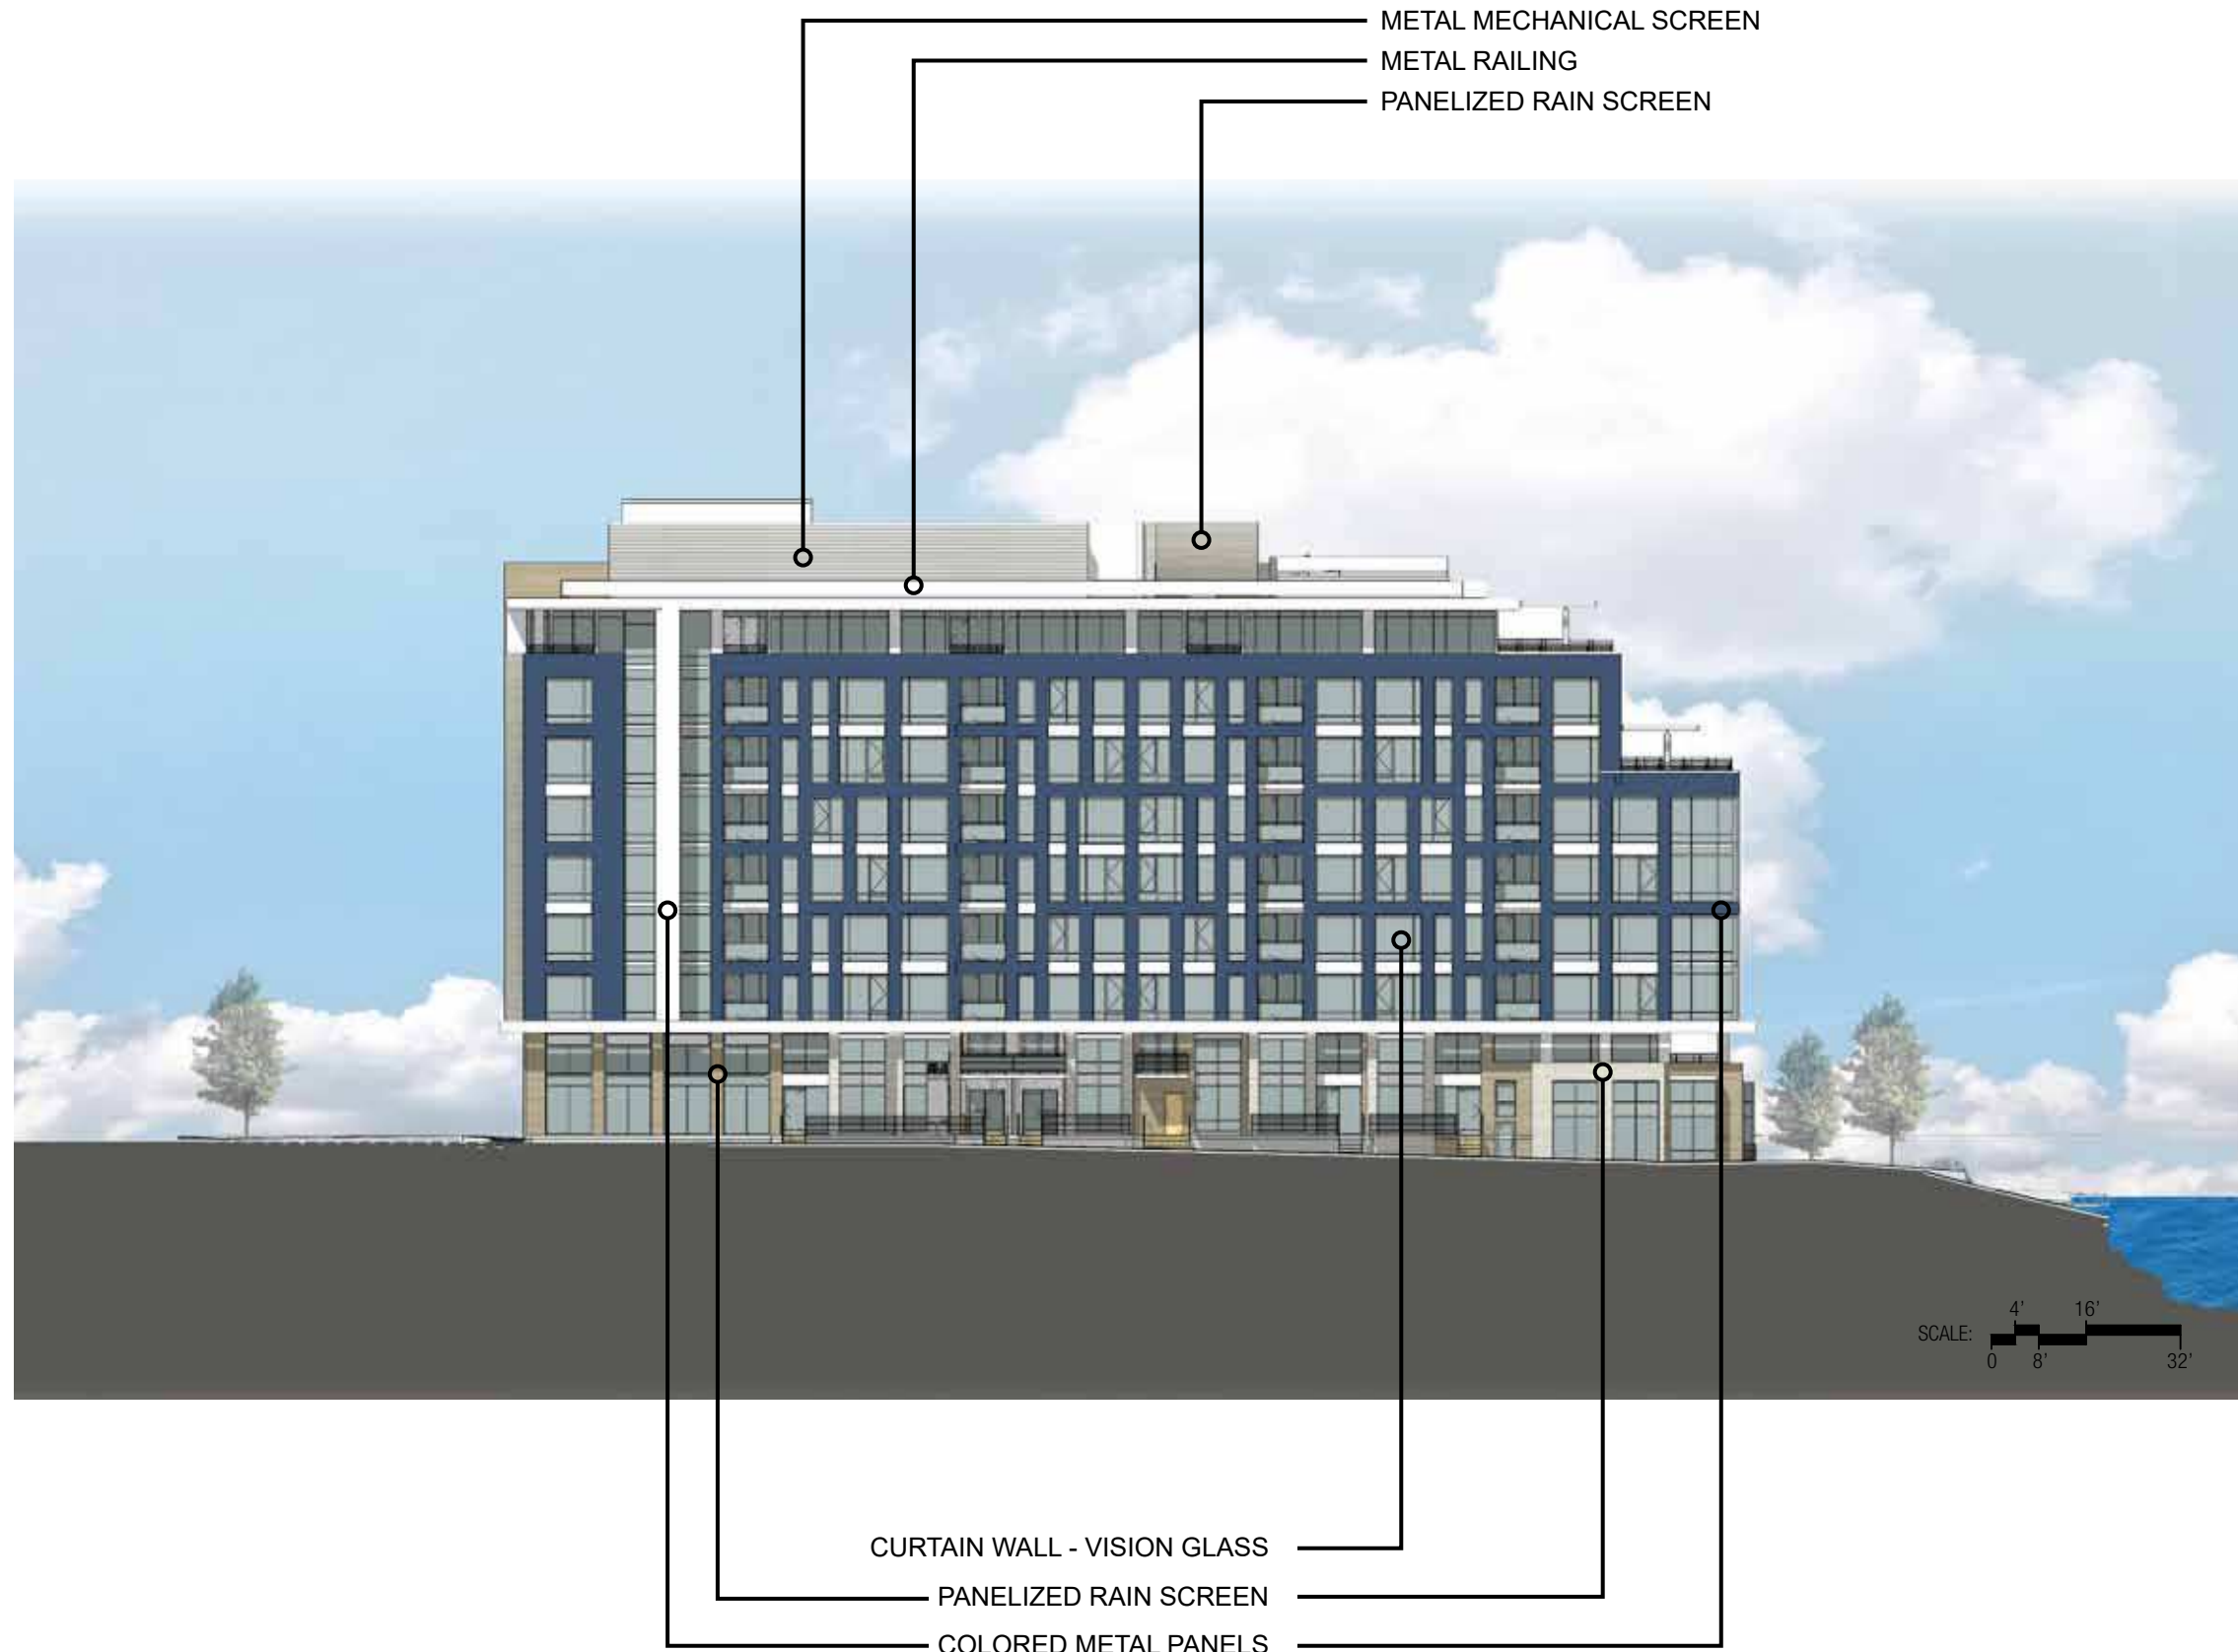 METAL MECHANICAL SCREEN
METAL RAILING
PANELIZED RAIN SCREEN
4’ 16’
SCALE:
0 8’ 32’
CURTAIN WALL - VISION GLASS
PANELIZED RAIN SCREEN
COLORED METAL PANELS